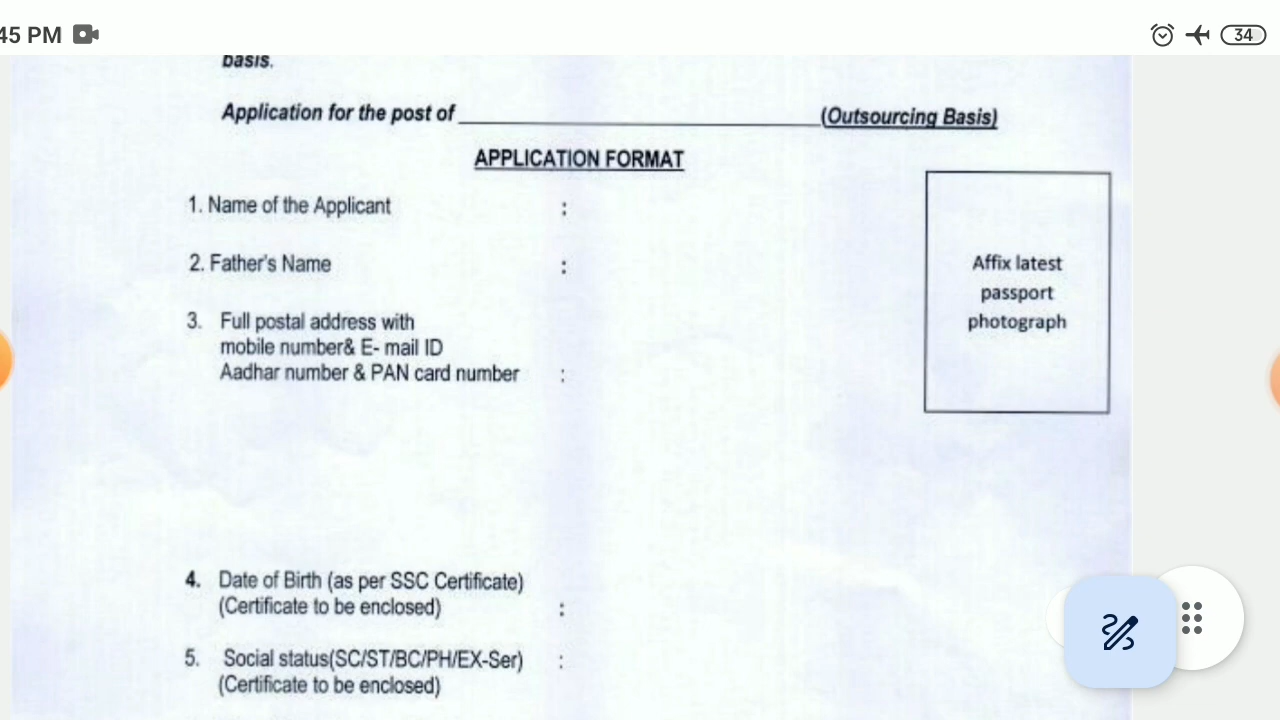 45 PM
34
basis.
Application for the post of ________________________(Outsourcing Basis)
APPLICATION FORMAT
1. Name of the Applicant :
2. Father's Name :
Affix latest
passport
photograph
3. Full postal address with
mobile number& E- mail ID
Aadhar number & PAN card number :
4. Date of Birth (as per SSC Certificate)
(Certificate to be enclosed) :
5. Social status(SC/ST/BC/PH/EX-Ser) :
(Certificate to be enclosed)